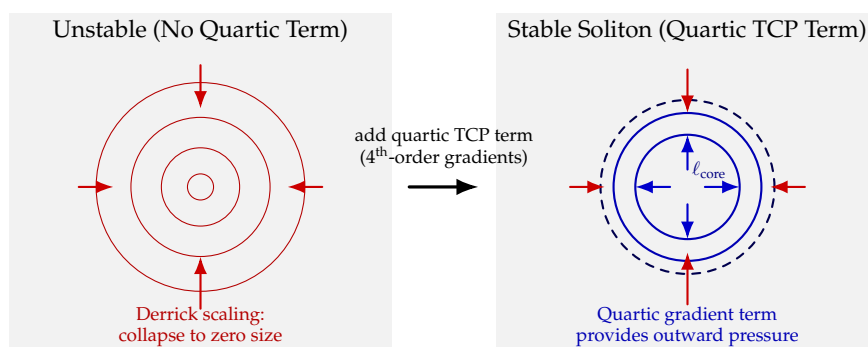 Unstable (No Quartic Term)
Stable Soliton (Quartic TCP Term)
add quartic TCP term
(4th-order gradients)
ℓcore
Derrick scaling:
collapse to zero size
Quartic gradient term
provides outward pressure